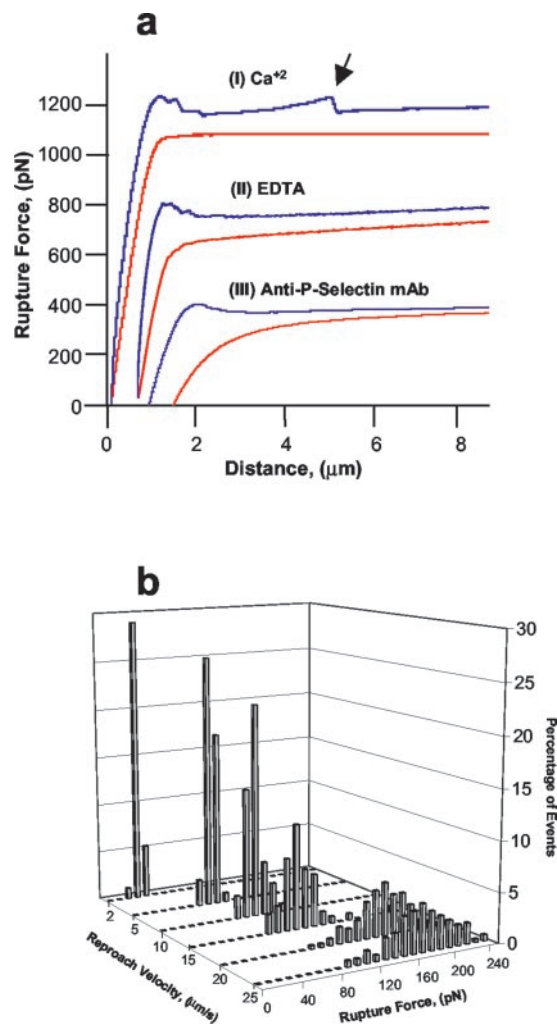 a
(I) Ca+2
1200
1000
800
600
400
200
0
Rupture Force, (pN)
(II) EDTA
(III) Anti-P-Selectin mAb
0 2 4 6 8
Distance, (μm)
b
30
25
20
15
10
5
0
Percentage of Events
2
5
10
15
20
25
Reproach Velocity, (μm/s)
0 40 80 120 160 200 240
Rupture Force, (pN)